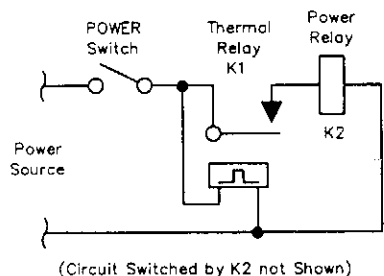 POWER
Switch
Thermal
Relay
K1
Power
Relay
K2
Power
Source
(Circuit Switched by K2 not Shown)